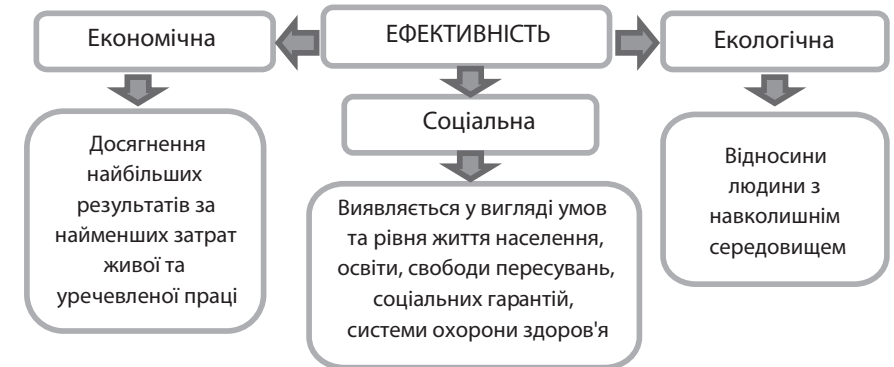 ЕФЕКТИВНІСТЬ
Економічна
Досягнення
найбільших
результатів за
найменших затрат
живої та
уречевленої праці
Соціальна
Виявляється у вигляді умов
та рівня життя населення,
освіти, свободи пересувань,
соціальних гарантій,
системи охорони здоров'я
Екологічна
Відносини
людини з
навколишнім
середовищем